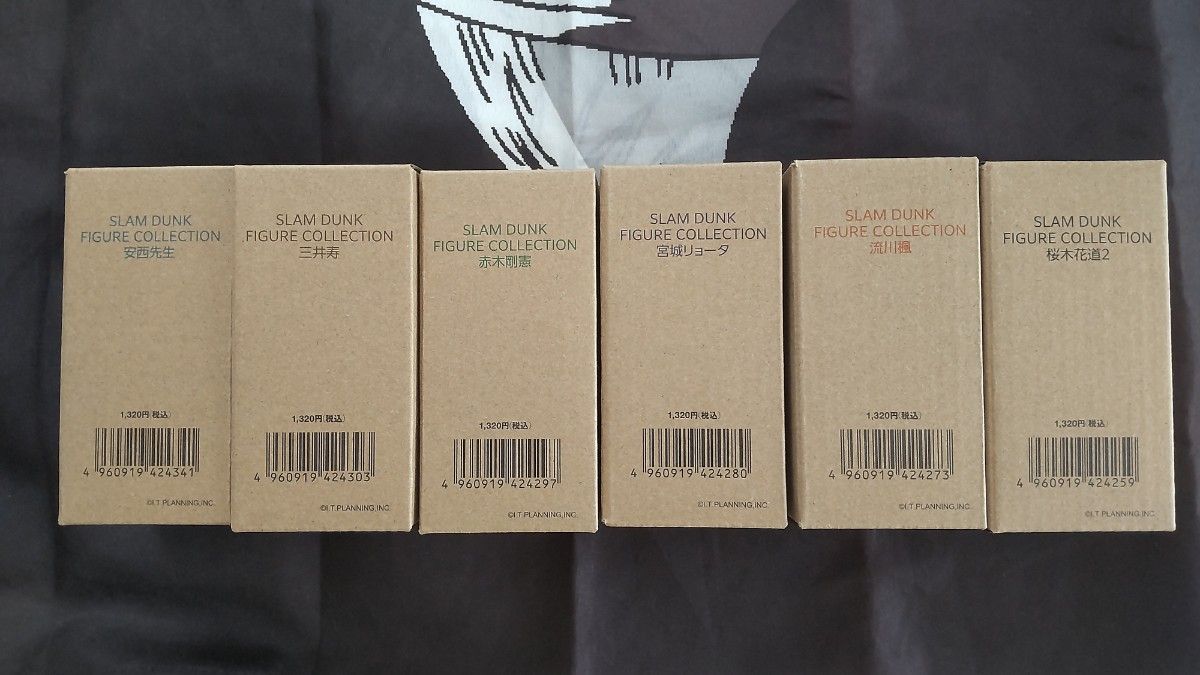 SLAM DUNK
FIGURE COLLECTION
安西先生
1,320円(税込)
4 960919 424341
©I.T.PLANNING,INC.
SLAM DUNK
FIGURE COLLECTION
三井寿
1,320円(税込)
4 960919 424303
©I.T.PLANNING,INC.
SLAM DUNK
FIGURE COLLECTION
赤木剛憲
1,320円(税込)
4 960919 424297
©I.T.PLANNING,INC.
SLAM DUNK
FIGURE COLLECTION
宮城リョータ
1,320円(税込)
4 960919 424280
©I.T.PLANNING,INC.
SLAM DUNK
FIGURE COLLECTION
流川楓
1,320円(税込)
4 960919 424273
©I.T.PLANNING,INC.
SLAM DUNK
FIGURE COLLECTION
桜木花道2
1,320円(税込)
4 960919 424259
©I.T.PLANNING,INC.